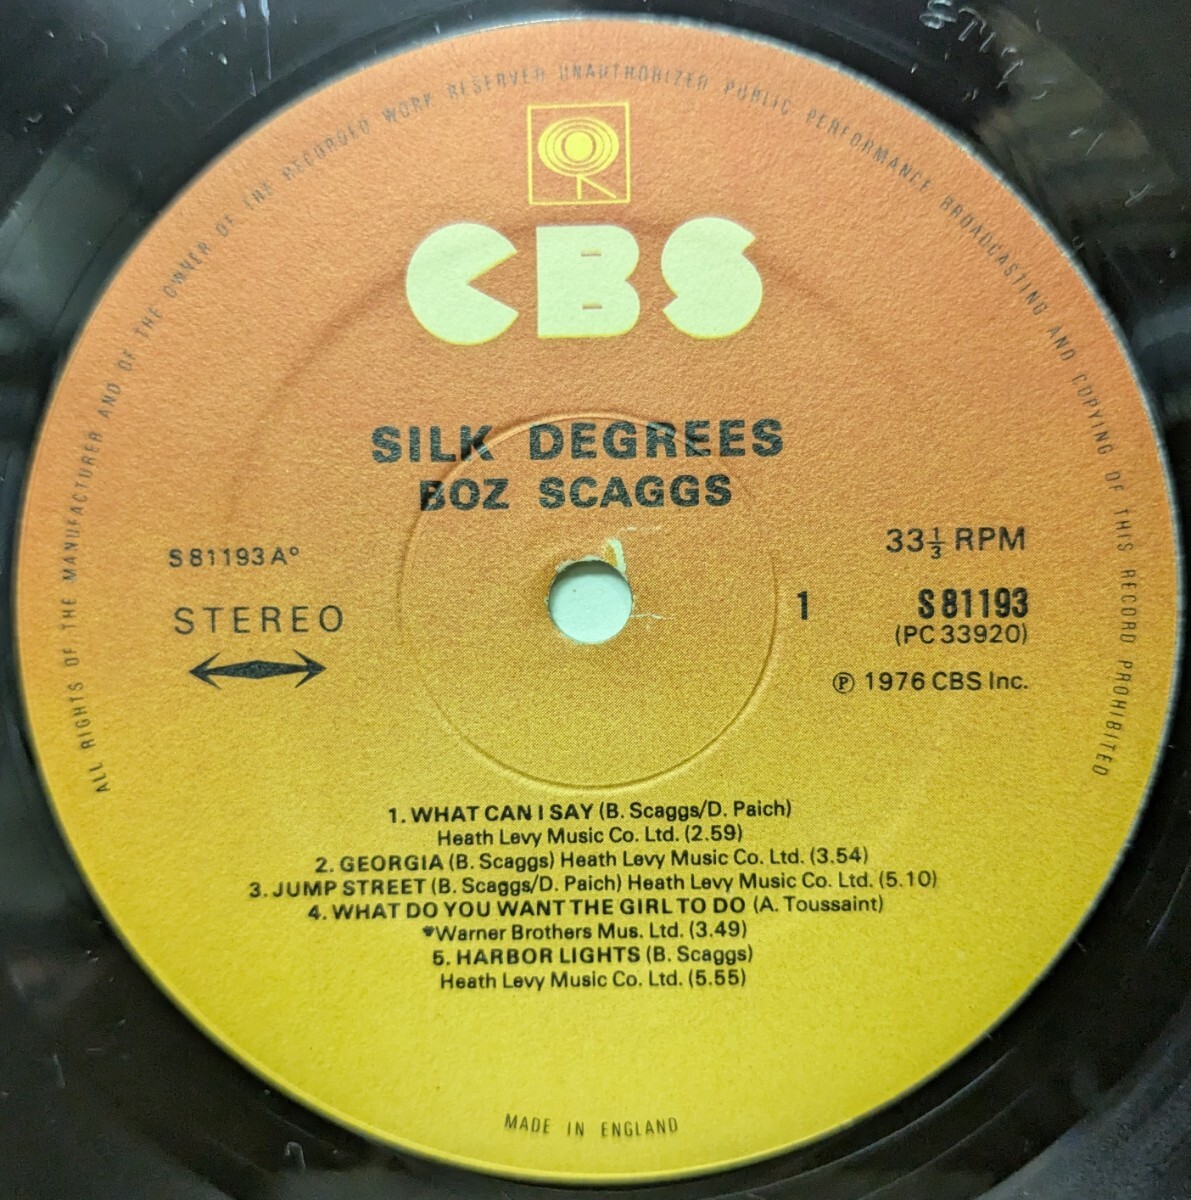 ALL RIGHTS OF THE MANUFACTURER AND OF THE OWNER OF THE RECORDED WORK RESERVED UNAUTHORIZED PUBLIC PERFORMANCE BROADCASTING AND COPYING OF THIS RECORD PROHIBITED
CBS
SILK DEGREES
BOZ SCAGGS
S 81193 A°
STEREO
33⅓ RPM
1
S 81193
(PC 33920)
℗ 1976 CBS Inc.
1. WHAT CAN I SAY (B. Scaggs/D. Paich)
Heath Levy Music Co. Ltd. (2.59)
2. GEORGIA (B. Scaggs) Heath Levy Music Co. Ltd. (3.54)
3. JUMP STREET (B. Scaggs/D. Paich) Heath Levy Music Co. Ltd. (5.10)
4. WHAT DO YOU WANT THE GIRL TO DO (A. Toussaint)
*Warner Brothers Mus. Ltd. (3.49)
5. HARBOR LIGHTS (B. Scaggs)
Heath Levy Music Co. Ltd. (5.55)
MADE IN ENGLAND